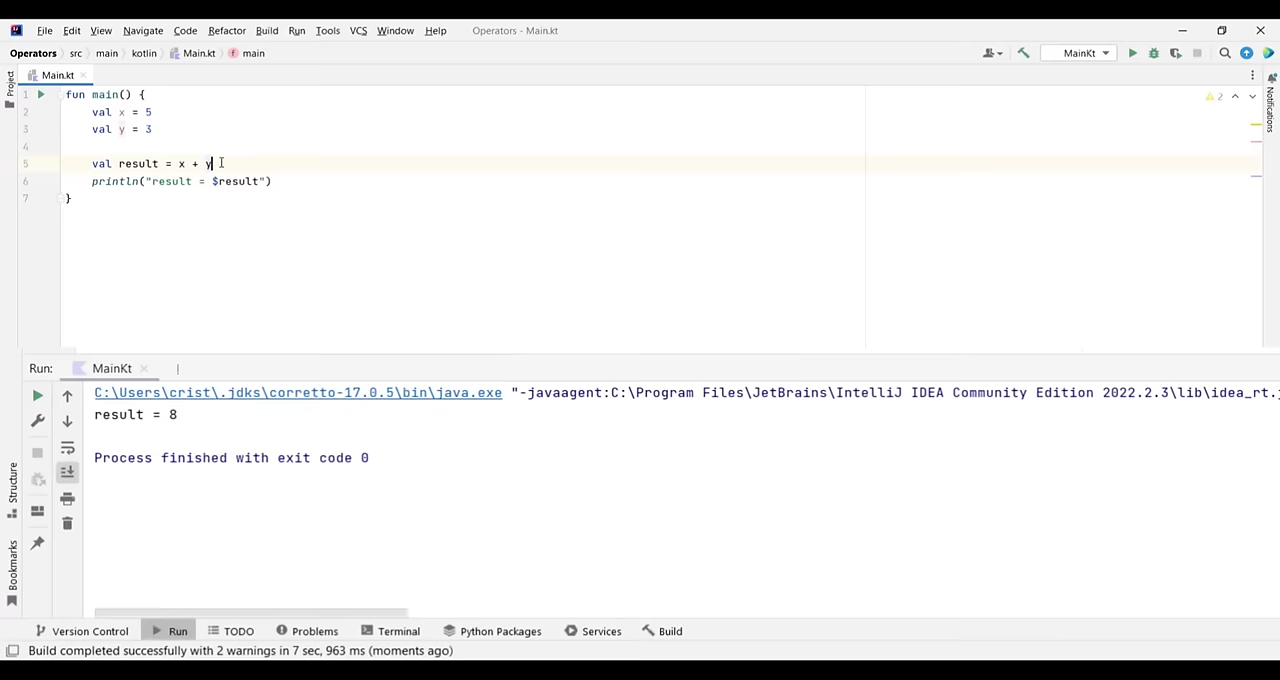 File Edit View Navigate Code Refactor Build Run Tools VCS Window Help Operators - Main.kt
Operators src main kotlin Main.kt main MainKt
Project Main.kt Notifications
1 fun main() {
2 val x = 5
3 val y = 3
4
5 val result = x + y
6 println("result = $result")
7 }
2
Run: MainKt
C:\Users\crist\.jdks\corretto-17.0.5\bin\java.exe "-javaagent:C:\Program Files\JetBrains\IntelliJ IDEA Community Edition 2022.2.3\lib\idea_rt.j
result = 8
Process finished with exit code 0
Structure
Bookmarks
Version Control Run TODO Problems Terminal Python Packages Services Build
Build completed successfully with 2 warnings in 7 sec, 963 ms (moments ago)